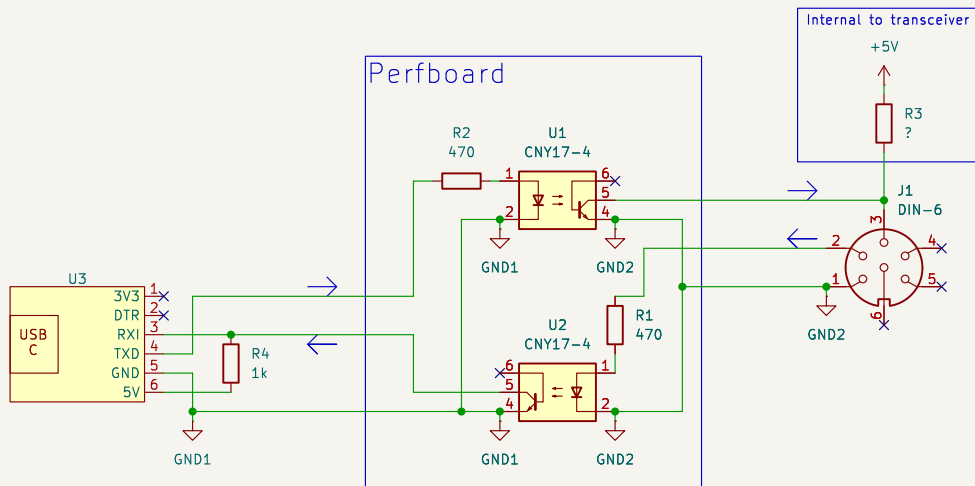 Internal to transceiver
+5V
R3
?
Perfboard
R2
470
U1
CNY17-4
1
2
6
5
4
GND1
GND2
J1
DIN-6
3
2
1
4
5
6
GND2
U3
USB
C
3V3
DTR
RXI
TXD
GND
5V
1
2
3
4
5
6
R4
1k
GND1
R1
470
U2
CNY17-4
6
5
4
1
2
GND1
GND2